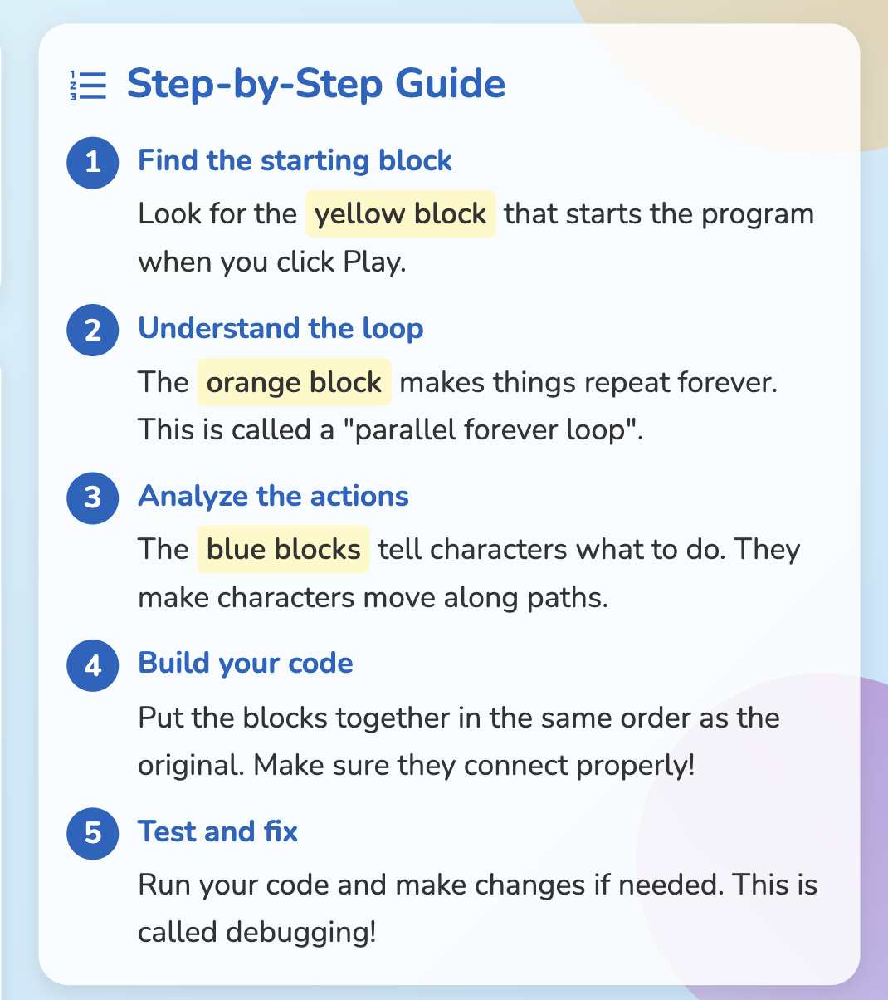 Step-by-Step Guide
1 Find the starting block
Look for the yellow block that starts the program
when you click Play.
2 Understand the loop
The orange block makes things repeat forever.
This is called a "parallel forever loop".
3 Analyze the actions
The blue blocks tell characters what to do. They
make characters move along paths.
4 Build your code
Put the blocks together in the same order as the
original. Make sure they connect properly!
5 Test and fix
Run your code and make changes if needed. This is
called debugging!